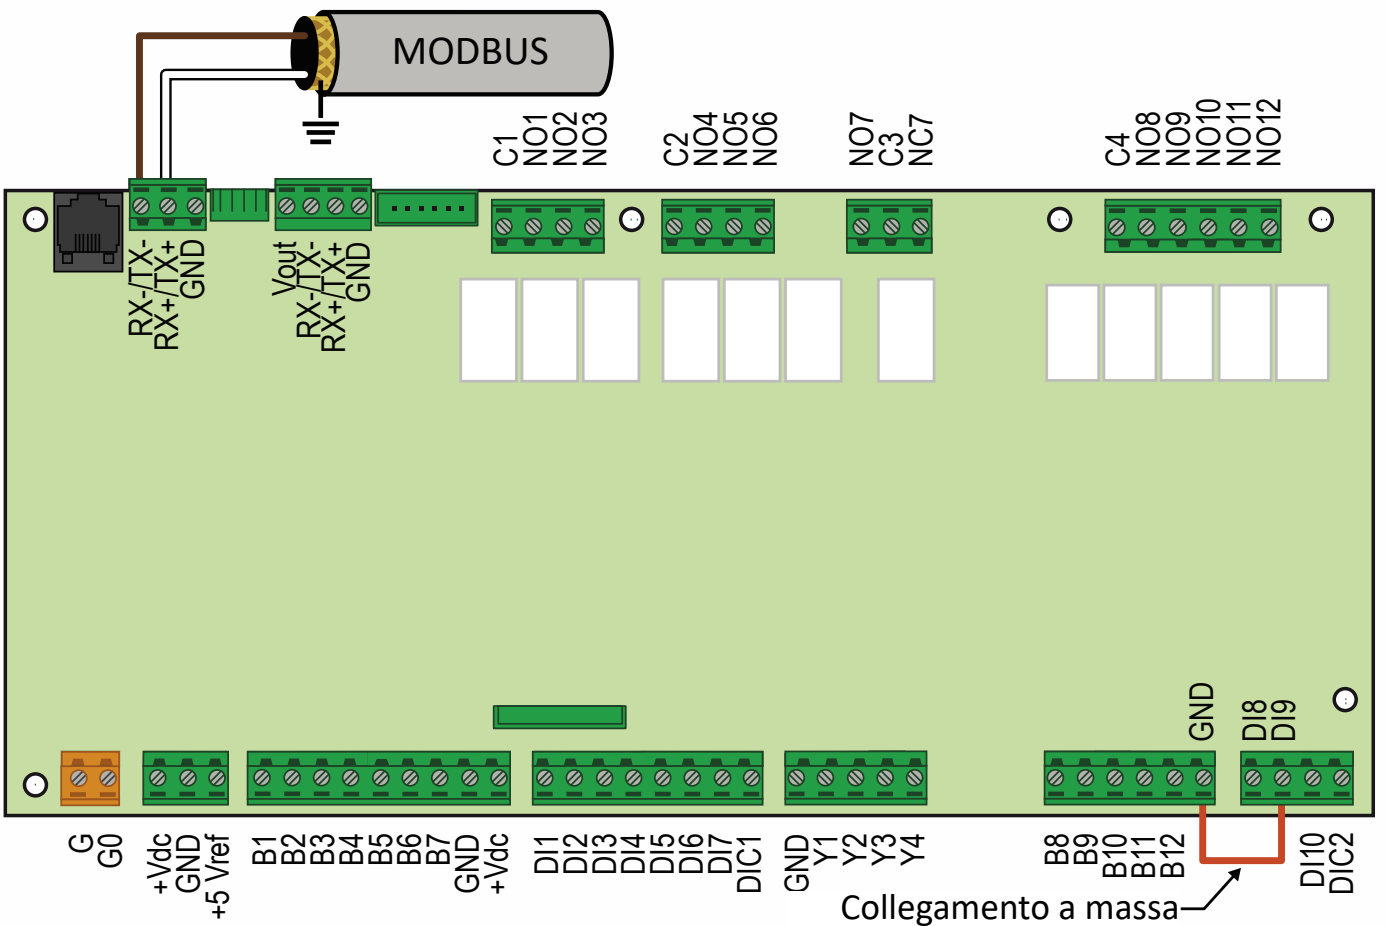 MODBUS
C1
NO1
NO2
NO3
C2
NO4
NO5
NO6
NO7
C3
NC7
C4
NO8
NO9
NO10
NO11
NO12
RX-/TX-
RX+/TX+
GND
Vout
RX-/TX-
RX+/TX+
GND
GND
DI8
DI9
G
G0
+Vdc
GND
+5 Vref
B1
B2
B3
B4
B5
B6
B7
GND
+Vdc
DI1
DI2
DI3
DI4
DI5
DI6
DI7
DIC1
GND
Y1
Y2
Y3
Y4
B8
B9
B10
B11
B12
DI10
DIC2
Collegamento a massa